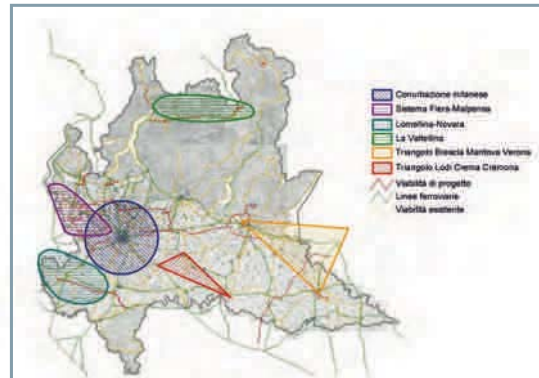 Conurbazione milanese
Sistema Fiera-Malpensa
Lomellina-Novara
La Valtellina
Triangolo Brescia Mantova Verona
Triangolo Lodi Crema Cremona
Viabilità di progetto
Linee ferroviarie
Viabilità esistente